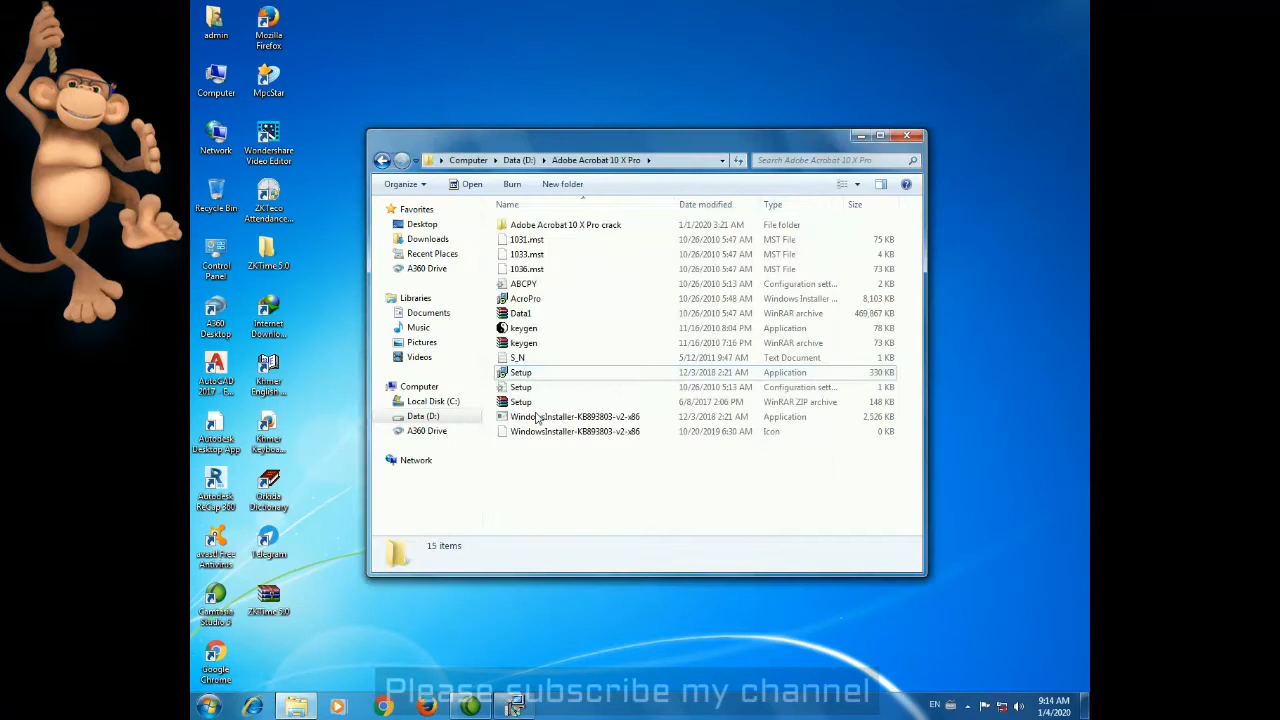 admin
Mozilla
Firefox
Computer
MpcStar
Network
Wondershare
Video Editor
Recycle Bin
ZKTeco
Attendance...
Control
Panel
ZKTime 5.0
A360
Desktop
Internet
Download
AutoCAD
2017 - E...
Khmer
Autodesk
Desktop App
Khmer
Keyboa...
Autodesk
ReCap 360
Orkida
Dictionary
avast! Free
Antivirus
Telegram
Camtasia
Studio 5
ZKTime 5.0
Google
Chrome
Computer
Data (D:)
Adobe Acrobat 10 X Pro
Search Adobe Acrobat 10 X Pro
Organize
Open
Burn
New folder
Favorites
Desktop
Downloads
Recent Places
A360 Drive
Libraries
Documents
Music
Pictures
Videos
Computer
Local Disk (C:)
Data (D:)
A360 Drive
Network
Name Date modified Type Size
Adobe Acrobat 10 X Pro crack 1/1/2020 3:21 AM File folder
1031.mst 10/26/2010 5:47 AM MST File 75 KB
1033.mst 10/26/2010 5:47 AM MST File 4 KB
1036.mst 10/26/2010 5:47 AM MST File 73 KB
ABCPY 10/26/2010 5:13 AM Configuration sett... 2 KB
AcroPro 10/26/2010 5:48 AM Windows Installer ... 8,103 KB
Data1 10/26/2010 5:47 AM WinRAR archive 469,867 KB
keygen 11/16/2010 8:04 PM Application 78 KB
keygen 11/10/2010 7:16 PM WinRAR archive 73 KB
S_N 5/12/2011 9:47 AM Text Document 1 KB
Setup 12/3/2018 2:21 AM Application 330 KB
Setup 10/26/2010 5:13 AM Configuration sett... 1 KB
Setup 6/8/2017 2:06 PM WinRAR ZIP archive 148 KB
WindowsInstaller-KB893803-v2-x86 12/3/2018 2:21 AM Application 2,526 KB
WindowsInstaller-KB893803-v2-x86 10/20/2019 6:30 AM Icon 0 KB
15 items
Please subscribe my channel
EN
9:14 AM
1/4/2020